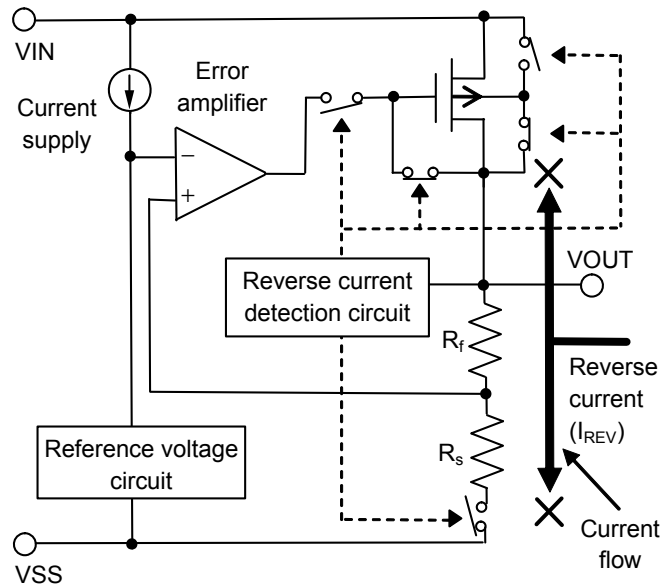 VIN
Current
supply
Error
amplifier
−
+
Reverse current
detection circuit
VOUT
Rf
Reverse
current
(IREV)
Reference voltage
circuit
Rs
Current
flow
VSS